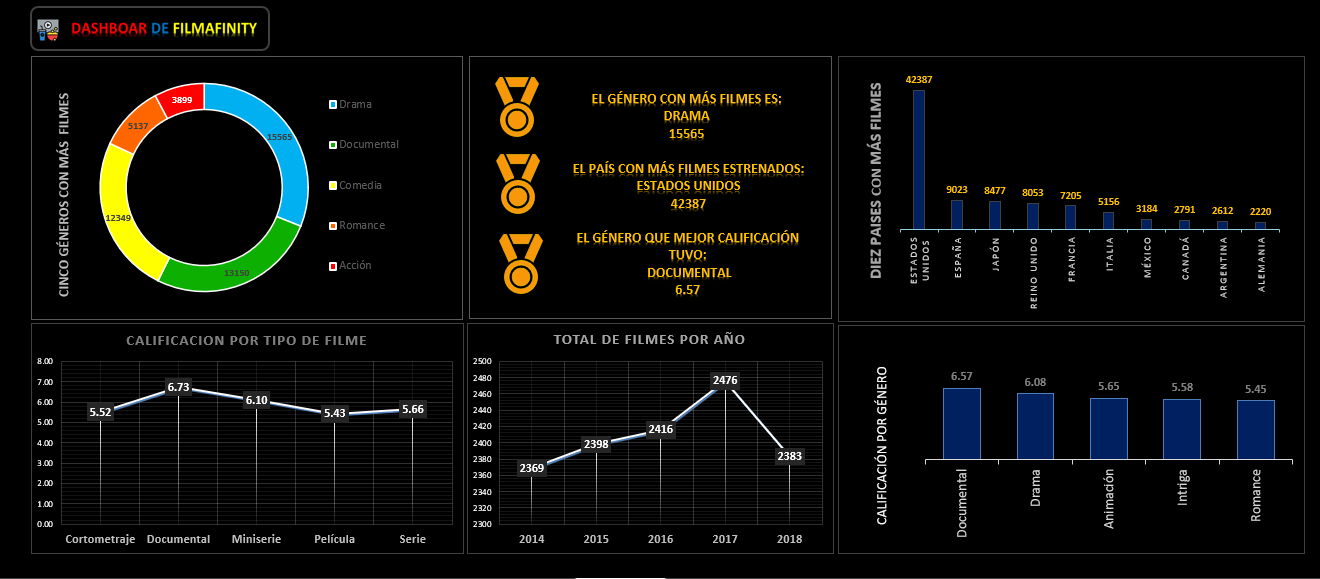 DASHBOAR DE FILMAFINITY
CINCO GÉNEROS CON MÁS FILMES
3899
5137
15565
12349
13150
Drama
Documental
Comedia
Romance
Acción
EL GÉNERO CON MÁS FILMES ES:
DRAMA
15565
EL PAÍS CON MÁS FILMES ESTRENADOS:
ESTADOS UNIDOS
42387
EL GÉNERO QUE MEJOR CALIFICACIÓN
TUVO:
DOCUMENTAL
6.57
DIEZ PAISES CON MÁS FILMES
42387
9023
8477
8053
7205
5156
3184
2791
2612
2220
ESTADOS
UNIDOS
ESPAÑA
JAPÓN
REINO UNIDO
FRANCIA
ITALIA
MÉXICO
CANADÁ
ARGENTINA
ALEMANIA
CALIFICACION POR TIPO DE FILME
8.00
7.00
6.00
5.00
4.00
3.00
2.00
1.00
0.00
5.52
6.73
6.10
5.43
5.66
Cortometraje
Documental
Miniserie
Película
Serie
TOTAL DE FILMES POR AÑO
2500
2480
2460
2440
2420
2400
2380
2360
2340
2320
2300
2369
2398
2416
2476
2383
2014
2015
2016
2017
2018
CALIFICACIÓN POR GÉNERO
6.57
6.08
5.65
5.58
5.45
Documental
Drama
Animación
Intriga
Romance